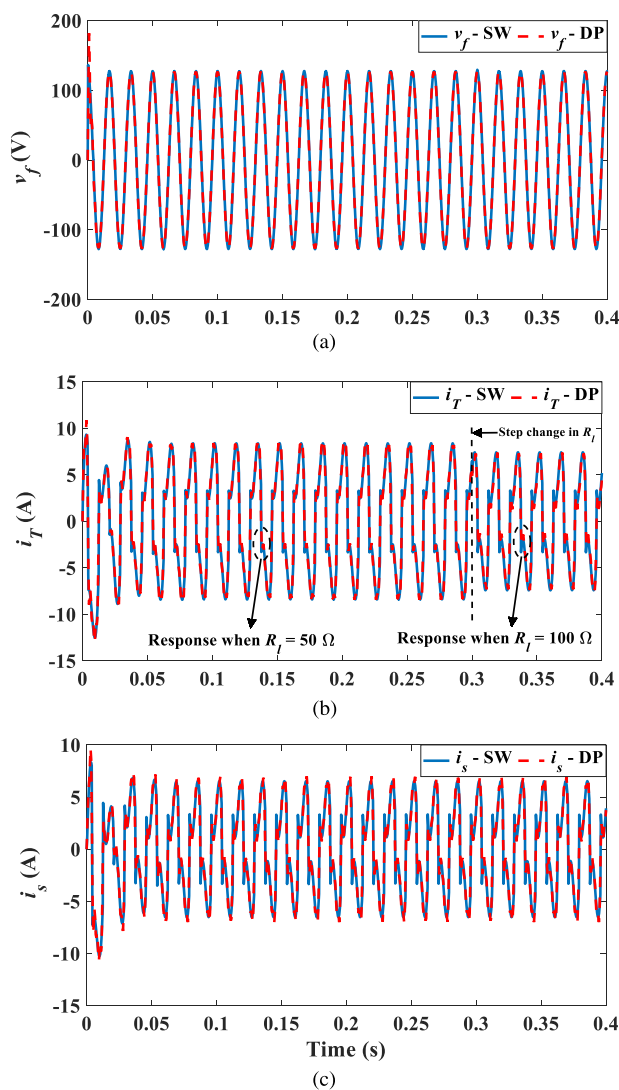 200
100
0
-100
-200
v_f (V)
v_f - SW v_f - DP
0 0.05 0.1 0.15 0.2 0.25 0.3 0.35 0.4
(a)
15
10
5
0
-5
-10
-15
i_T (A)
i_T - SW i_T - DP
Step change in R_l
Response when R_l = 50 Ω
Response when R_l = 100 Ω
0 0.05 0.1 0.15 0.2 0.25 0.3 0.35 0.4
(b)
10
5
0
-5
-10
-15
i_s (A)
i_s - SW i_s - DP
0 0.05 0.1 0.15 0.2 0.25 0.3 0.35 0.4
Time (s)
(c)